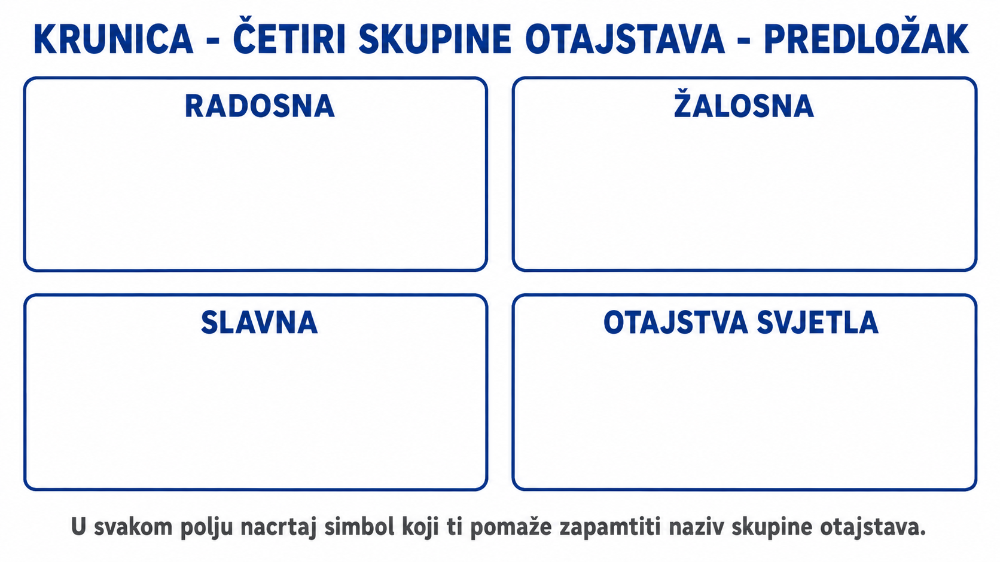 KRUNICA - ČETIRI SKUPINE OTAJSTAVA - PREDLOŽAK
RADOSNA
ŽALOSNA
SLAVNA
OTAJSTVA SVJETLA
U svakom polju nacrtaj simbol koji ti pomaže zapamtiti naziv skupine otajstava.